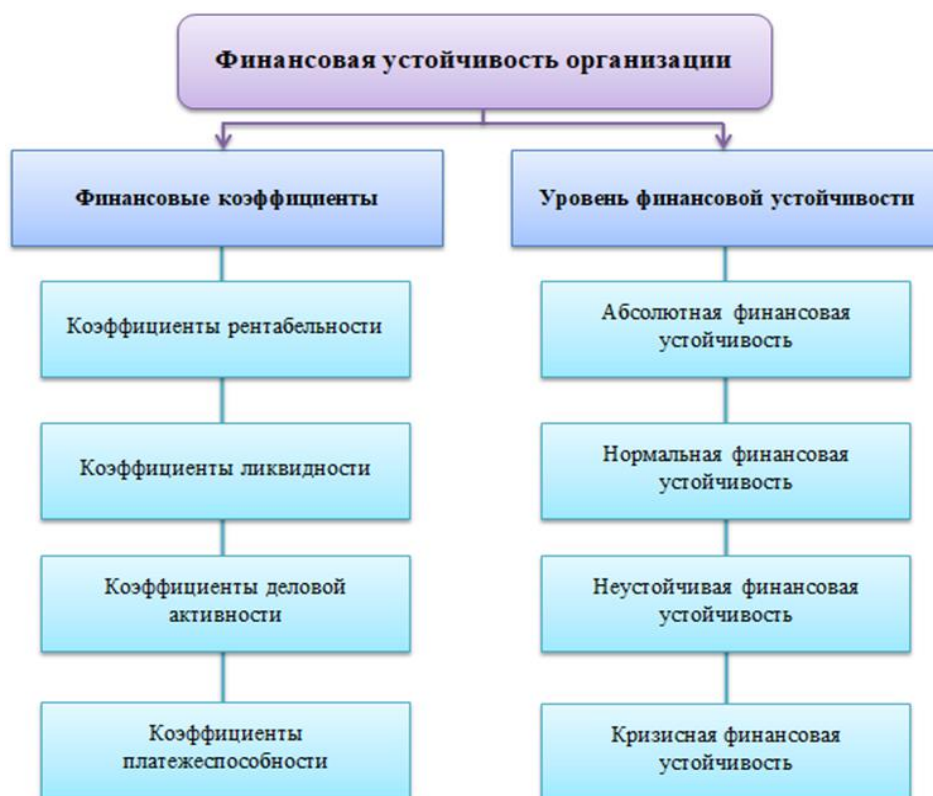 Финансовая устойчивость организации
Финансовые коэффициенты
Коэффициенты рентабельности
Коэффициенты ликвидности
Коэффициенты деловой
активности
Коэффициенты
платежеспособности
Уровень финансовой устойчивости
Абсолютная финансовая
устойчивость
Нормальная финансовая
устойчивость
Неустойчивая финансовая
устойчивость
Кризисная финансовая
устойчивость